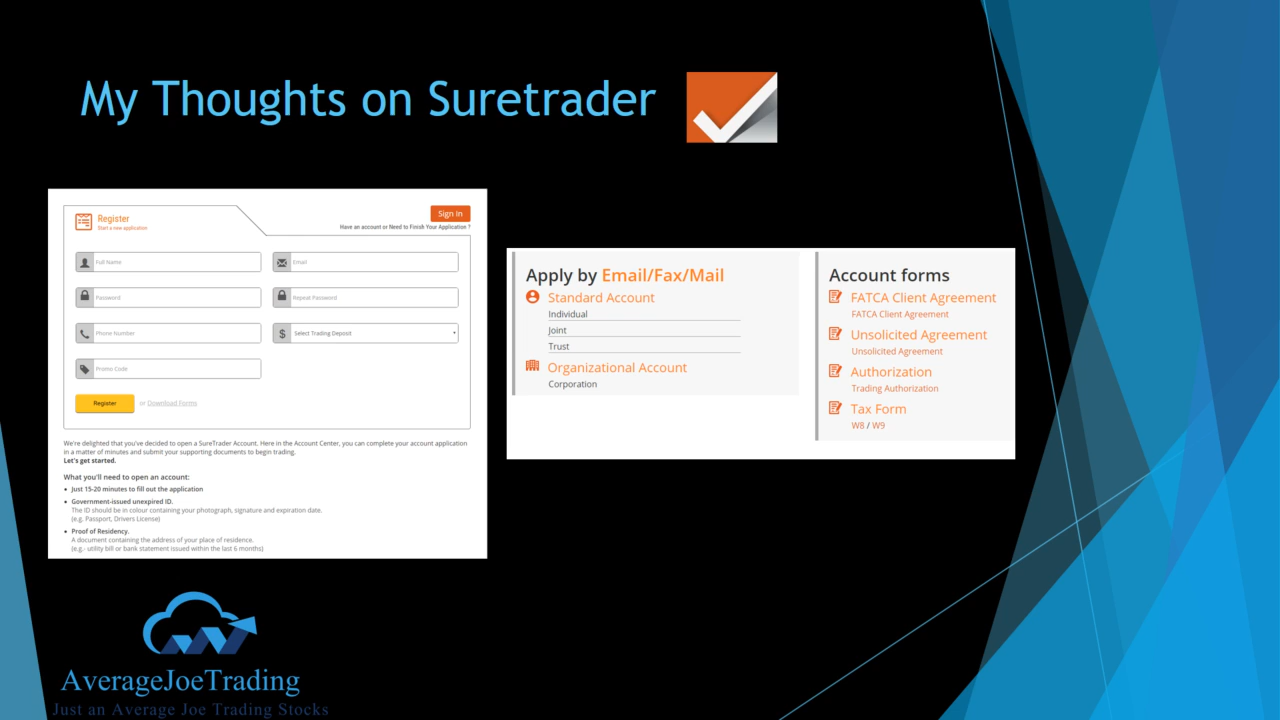 My Thoughts on Suretrader
Register
Start a new application
Sign In
Have an account or Need to Finish Your Application ?
Full Name
Email
Password
Repeat Password
Phone Number
$ Select Trading Deposit
Promo Code
Register or Download Forms
We're delighted that you've decided to open a SureTrader Account. Here in the Account Center, you can complete your account application
in a matter of minutes and submit your supporting documents to begin trading.
Let's get started.
What you'll need to open an account:
• Just 15-20 minutes to fill out the application
• Government-issued unexpired ID.
The ID should be in colour containing your photograph, signature and expiration date.
(e.g. Passport, Drivers License)
• Proof of Residency.
A document containing the address of your place of residence.
(e.g.- utility bill or bank statement issued within the last 6 months)
Apply by Email/Fax/Mail
Standard Account
Individual
Joint
Trust
Organizational Account
Corporation
Account forms
FATCA Client Agreement
FATCA Client Agreement
Unsolicited Agreement
Unsolicited Agreement
Authorization
Trading Authorization
Tax Form
W8 / W9
AverageJoeTrading
Just an Average Joe Trading Stocks